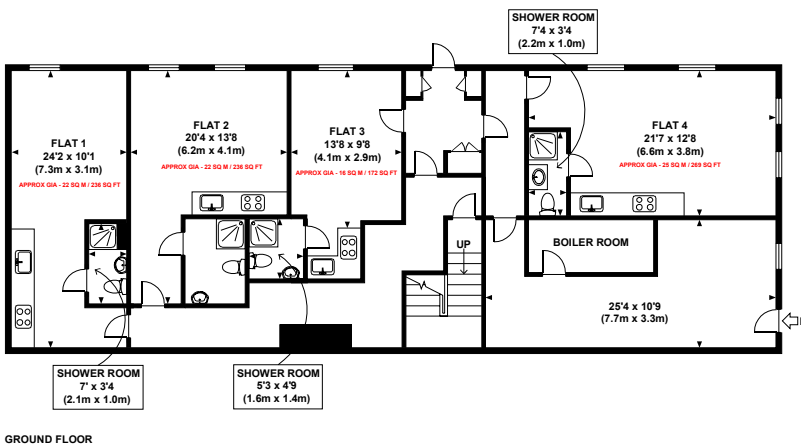 SHOWER ROOM
7'4 x 3'4
(2.2m x 1.0m)
FLAT 1
24'2 x 10'1
(7.3m x 3.1m)
APPROX GIA - 22 SQ M / 236 SQ FT
FLAT 2
20'4 x 13'8
(6.2m x 4.1m)
APPROX GIA - 22 SQ M / 236 SQ FT
FLAT 3
13'8 x 9'8
(4.1m x 2.9m)
APPROX GIA - 16 SQ M / 172 SQ FT
FLAT 4
21'7 x 12'8
(6.6m x 3.8m)
APPROX GIA - 25 SQ M / 269 SQ FT
UP
BOILER ROOM
25'4 x 10'9
(7.7m x 3.3m)
SHOWER ROOM
7' x 3'4
(2.1m x 1.0m)
SHOWER ROOM
5'3 x 4'9
(1.6m x 1.4m)
GROUND FLOOR